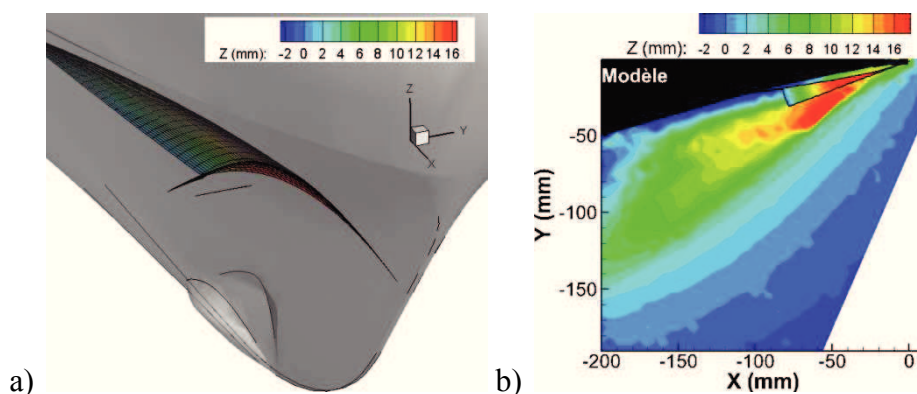 Z (mm): -2 0 2 4 6 8 10 12 14 16
Z
Y
X
a)
Z (mm): -2 0 2 4 6 8 10 12 14 16
Modèle
Y (mm)
-50
-100
-150
-200 -150 -100 -50 0
X (mm)
b)